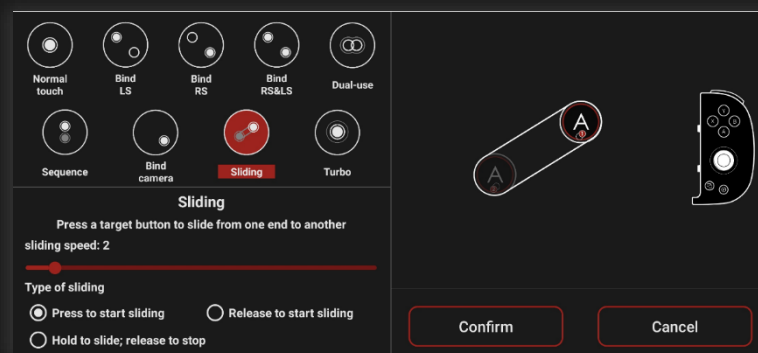 Normal
touch
Bind
LS
Bind
RS
Bind
RS&LS
Dual-use
Sequence
Bind
camera
Sliding
Turbo
Sliding
Press a target button to slide from one end to another
sliding speed: 2
Type of sliding
Press to start sliding
Release to start sliding
Hold to slide; release to stop
A
A
Y
X
B
A
Confirm
Cancel